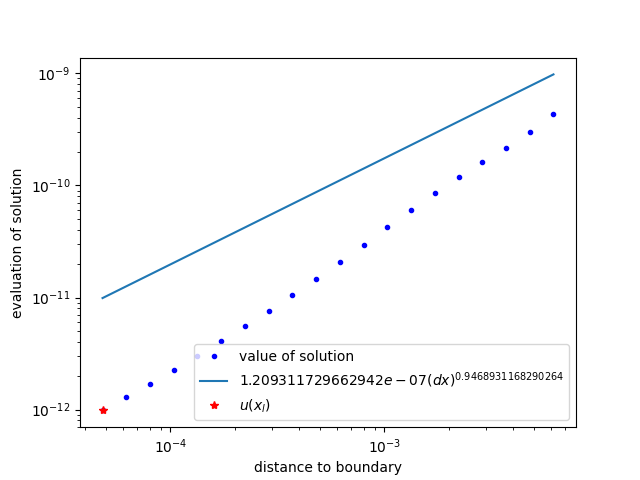 10⁻⁹
10⁻¹⁰
10⁻¹¹
10⁻¹²
evaluation of solution
value of solution
1.209311729662942e − 07(dx)^0.9468931168290264
u(x_l)
10⁻⁴
10⁻³
distance to boundary